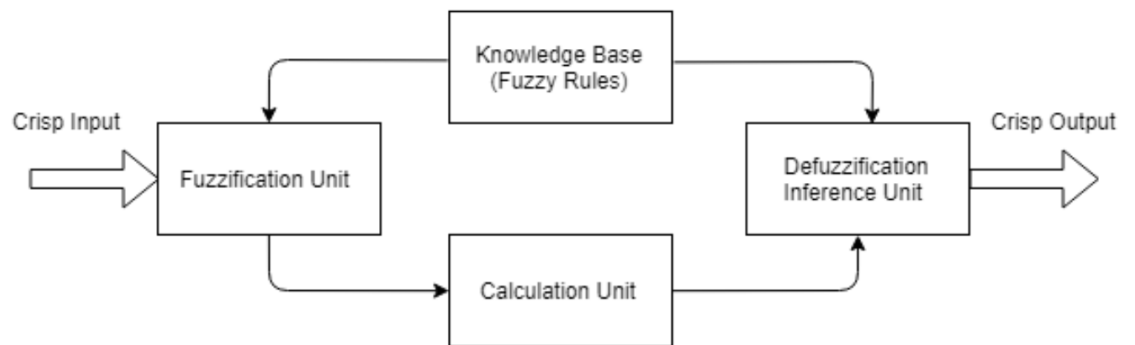 Knowledge Base
(Fuzzy Rules)
Crisp Input
Crisp Output
Fuzzification Unit
Defuzzification
Inference Unit
Calculation Unit